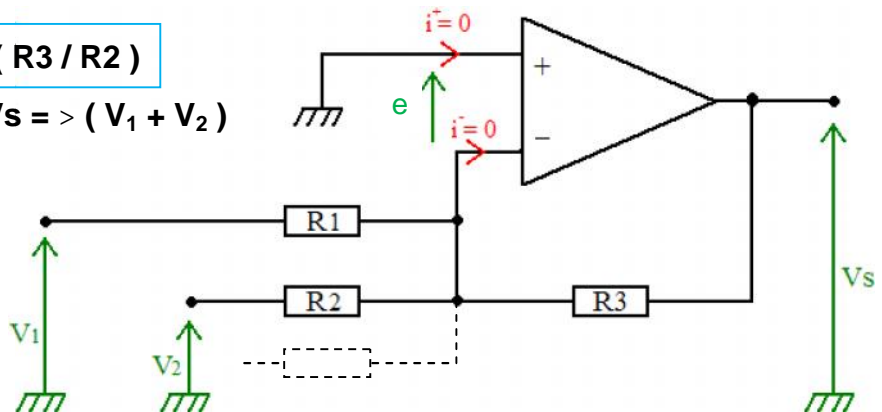 ( R3 / R2 )
Vs = > ( V₁ + V₂ )
i⁺= 0
+
e
i⁻= 0
−
R1
R2
R3
V₁
V₂
Vs